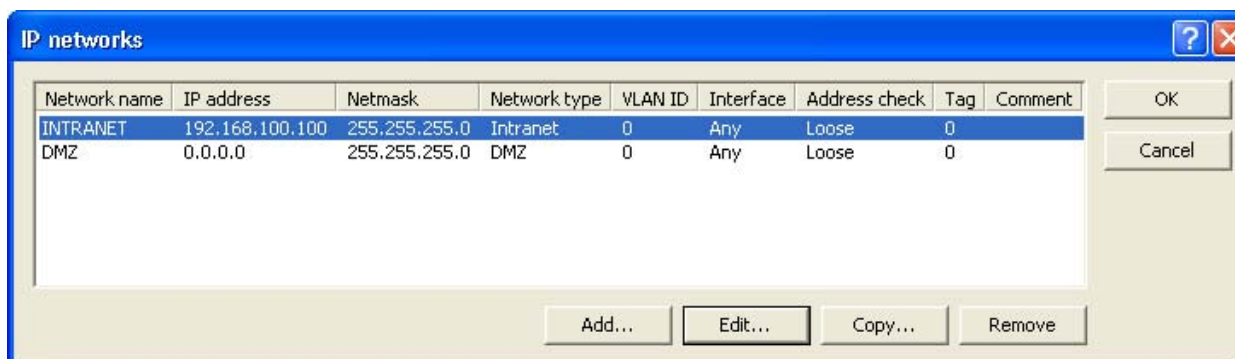 IP networks
Network name IP address Netmask Network type VLAN ID Interface Address check Tag Comment
INTRANET 192.168.100.100 255.255.255.0 Intranet 0 Any Loose 0
DMZ 0.0.0.0 255.255.255.0 DMZ 0 Any Loose 0
OK
Cancel
Add... Edit... Copy... Remove